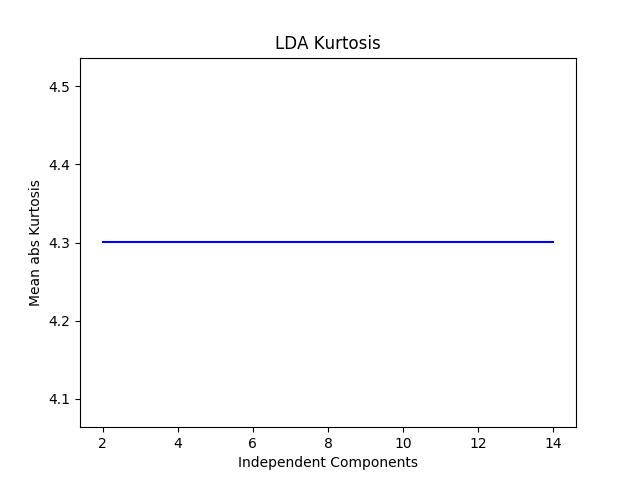 LDA Kurtosis
4.5
4.4
4.3
4.2
4.1
Mean abs Kurtosis
2 4 6 8 10 12 14
Independent Components